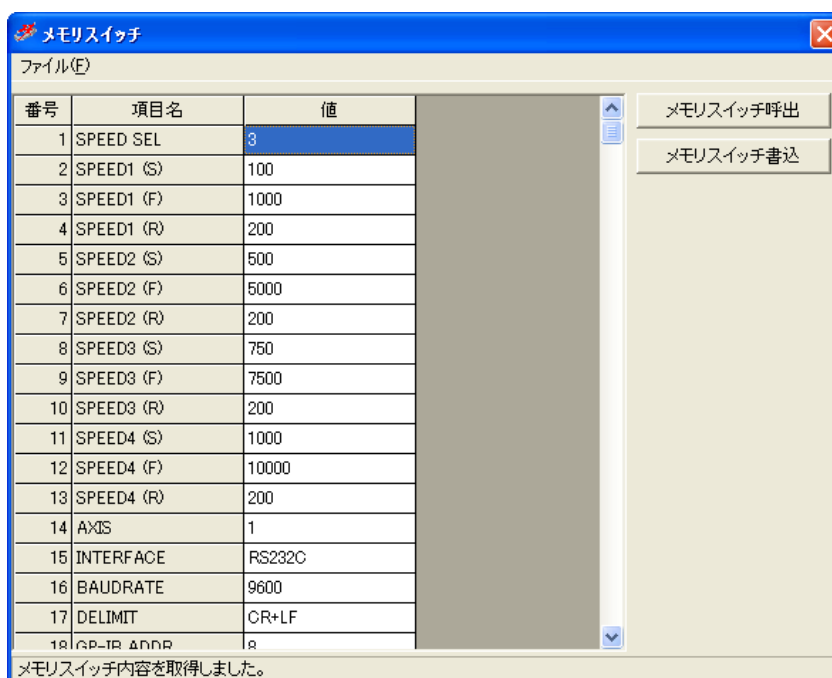 メモリスイッチ
ファイル(F)
番号 項目名 値
メモリスイッチ呼出
メモリスイッチ書込
1 SPEED SEL 3
2 SPEED1 (S) 100
3 SPEED1 (F) 1000
4 SPEED1 (R) 200
5 SPEED2 (S) 500
6 SPEED2 (F) 5000
7 SPEED2 (R) 200
8 SPEED3 (S) 750
9 SPEED3 (F) 7500
10 SPEED3 (R) 200
11 SPEED4 (S) 1000
12 SPEED4 (F) 10000
13 SPEED4 (R) 200
14 AXIS 1
15 INTERFACE RS232C
16 BAUDRATE 9600
17 DELIMIT CR+LF
18 GP-IB ADDR 8
メモリスイッチ内容を取得しました。